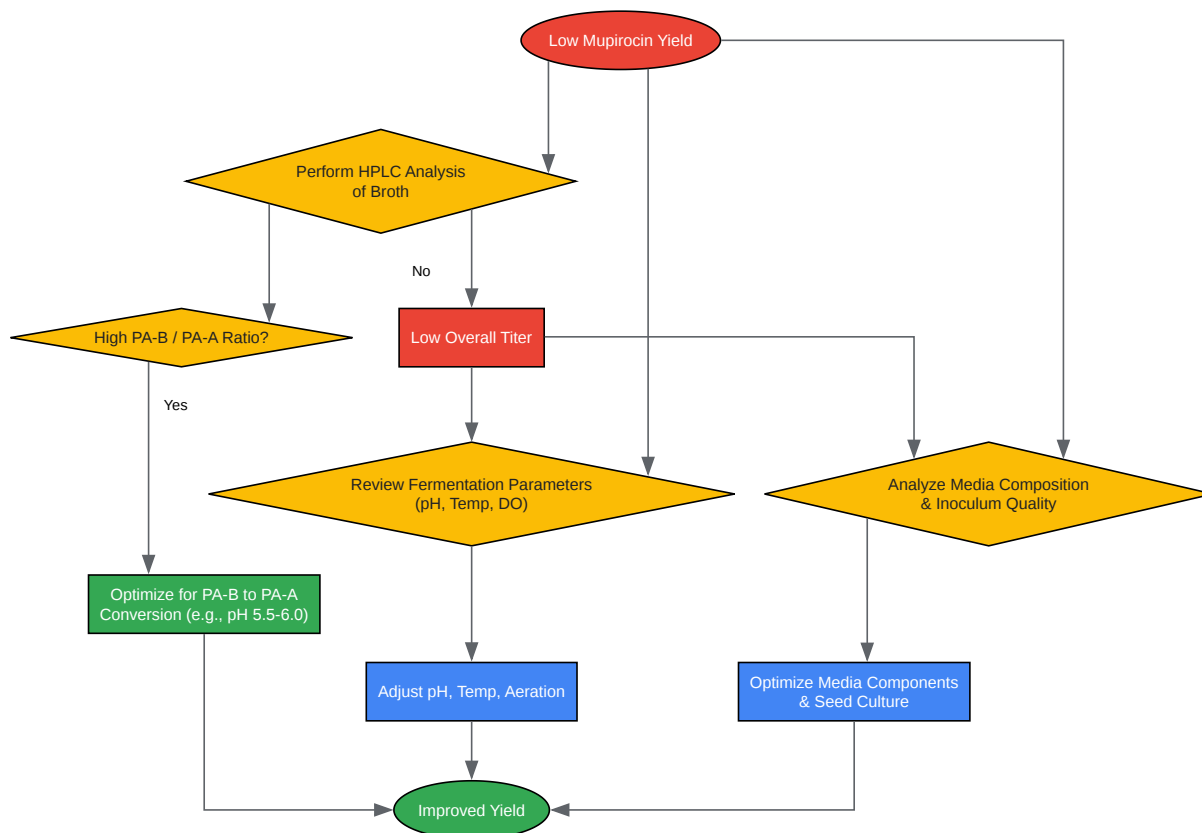 Low Mupirocin Yield
Perform HPLC Analysis
of Broth
No
High PA-B / PA-A Ratio?
Low Overall Titer
Yes
Review Fermentation Parameters
(pH, Temp, DO)
Analyze Media Composition
& Inoculum Quality
Optimize for PA-B to PA-A
Conversion (e.g., pH 5.5-6.0)
Adjust pH, Temp, Aeration
Optimize Media Components
& Seed Culture
Improved Yield